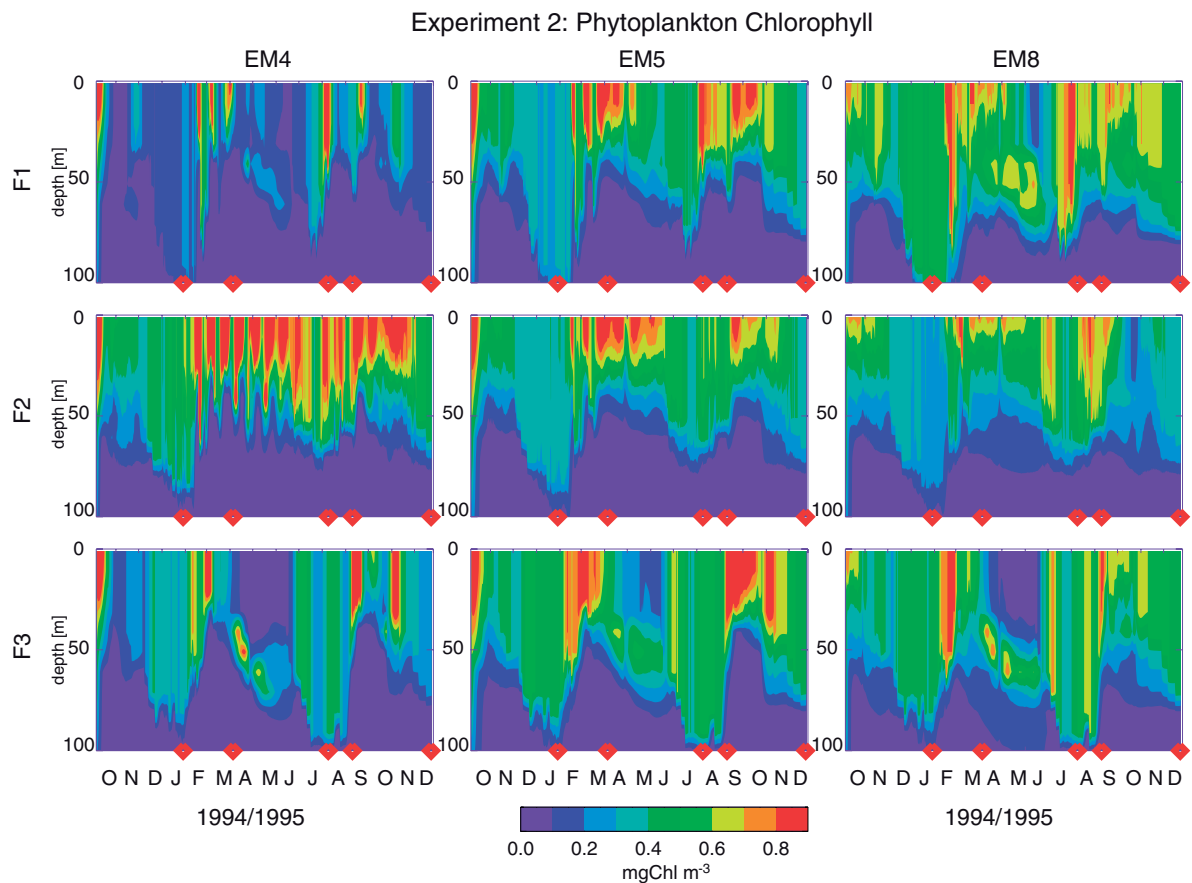 Experiment 2: Phytoplankton Chlorophyll
EM4 EM5 EM8
F1
depth [m]
0
50
100
0
50
100
0
50
100
F2
depth [m]
0
50
100
0
50
100
0
50
100
F3
depth [m]
0
50
100
0
50
100
0
50
100
O N D J F M A M J J A S O N D
O N D J F M A M J J A S O N D
O N D J F M A M J J A S O N D
1994/1995
1994/1995
0.0 0.2 0.4 0.6 0.8
mgChl m⁻³